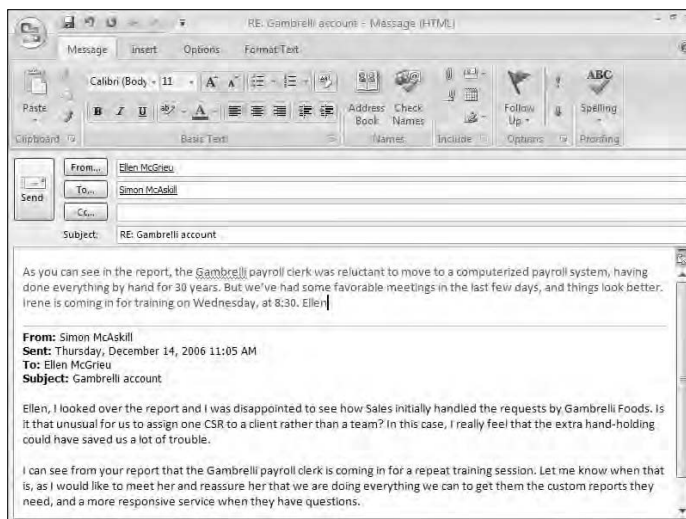 RE: Gambrelli account - Message (HTML)
Message Insert Options Format Text
Calibri (Body 11
ABC
Paste
B I U
Address Book
Check Names
Follow Up
Spelling
Clipboard Basic Text Names Include Options Proofing
From... Ellen McGrieu
Send
To... Simon McAskill
Cc...
Subject: RE: Gambrelli account
As you can see in the report, the Gambrelli payroll clerk was reluctant to move to a computerized payroll system, having
done everything by hand for 30 years. But we've had some favorable meetings in the last few days, and things look better.
Irene is coming in for training on Wednesday, at 8:30. Ellen
From: Simon McAskill
Sent: Thursday, December 14, 2006 11:05 AM
To: Ellen McGrieu
Subject: Gambrelli account
Ellen, I looked over the report and I was disappointed to see how Sales initially handled the requests by Gambrelli Foods. Is
it that unusual for us to assign one CSR to a client rather than a team? In this case, I really feel that the extra hand-holding
could have saved us a lot of trouble.
I can see from your report that the Gambrelli payroll clerk is coming in for a repeat training session. Let me know when that
is, as I would like to meet her and reassure her that we are doing everything we can to get them the custom reports they
need, and a more responsive service when they have questions.